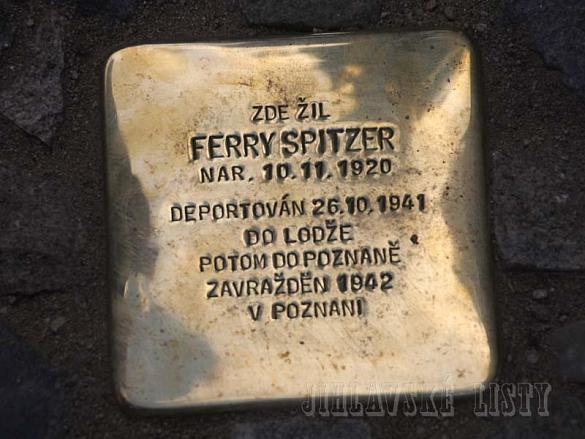 ZDE ŽIL
FERRY SPITZER
NAR. 10.11.1920
DEPORTOVÁN 26.10.1941
DO LODŽE
POTOM DO POZNANĚ
ZAVRAŽDĚN 1942
V POZNANI
JIHLAVSKÉ LISTY